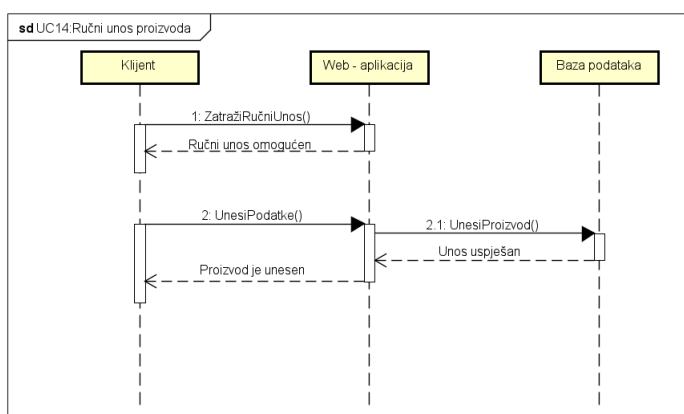 sd UC14:Ručni unos proizvoda
Klijent
Web - aplikacija
Baza podataka
1: ZatražiRučniUnos()
Ručni unos omogućen
2: UnesiPodatke()
2.1: UnesiProizvod()
Unos uspješan
Proizvod je unesen